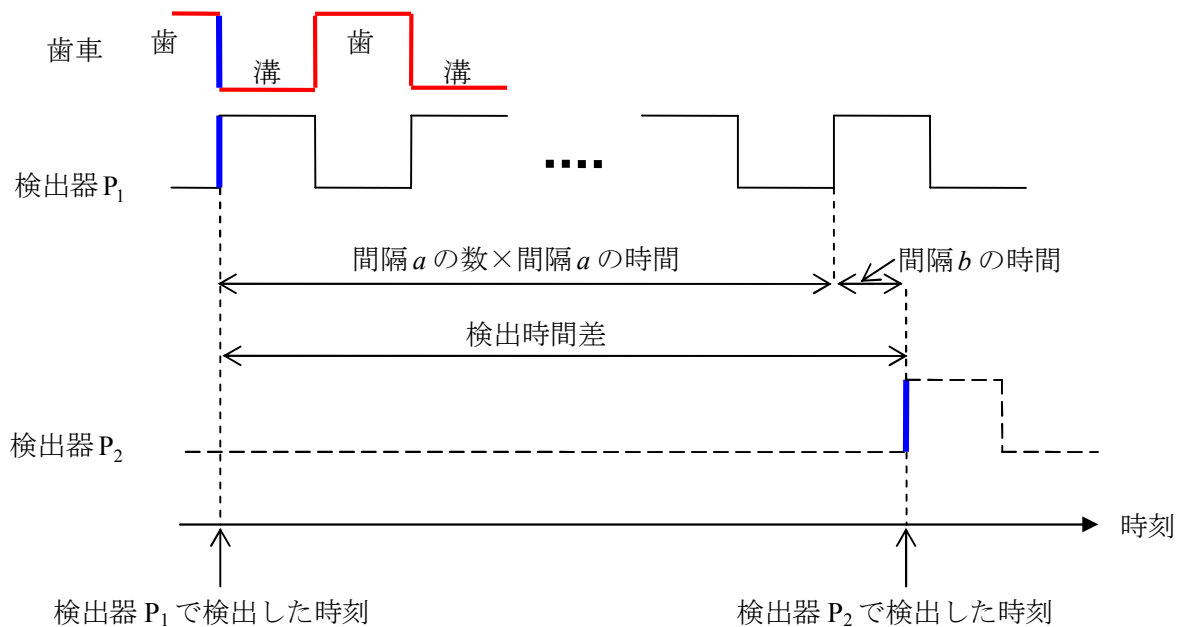 歯車
歯
溝
歯
溝
検出器 P₁
間隔 a の数×間隔 a の時間
間隔 b の時間
検出時間差
検出器 P₂
時刻
検出器 P₁ で検出した時刻
検出器 P₂ で検出した時刻